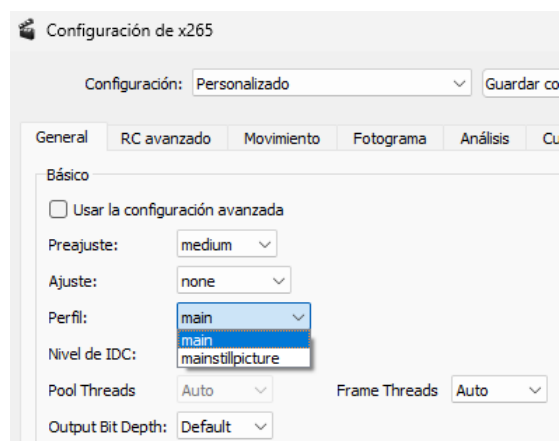 Configuración de x265
Configuración: Personalizado Guardar co
General RC avanzado Movimiento Fotograma Análisis Cu
Básico
Usar la configuración avanzada
Preajuste: medium
Ajuste: none
Perfil: main
main
Nivel de IDC: mainstillpicture
Pool Threads Auto Frame Threads Auto
Output Bit Depth: Default